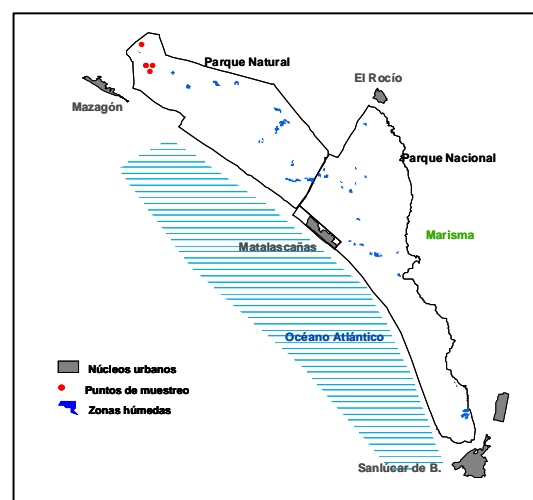 Parque Natural
El Rocío
Mazagón
Parque Nacional
Marisma
Matalascañas
Océano Atlántico
Núcleos urbanos
Puntos de muestreo
Zonas húmedas
Sanlúcar de B.